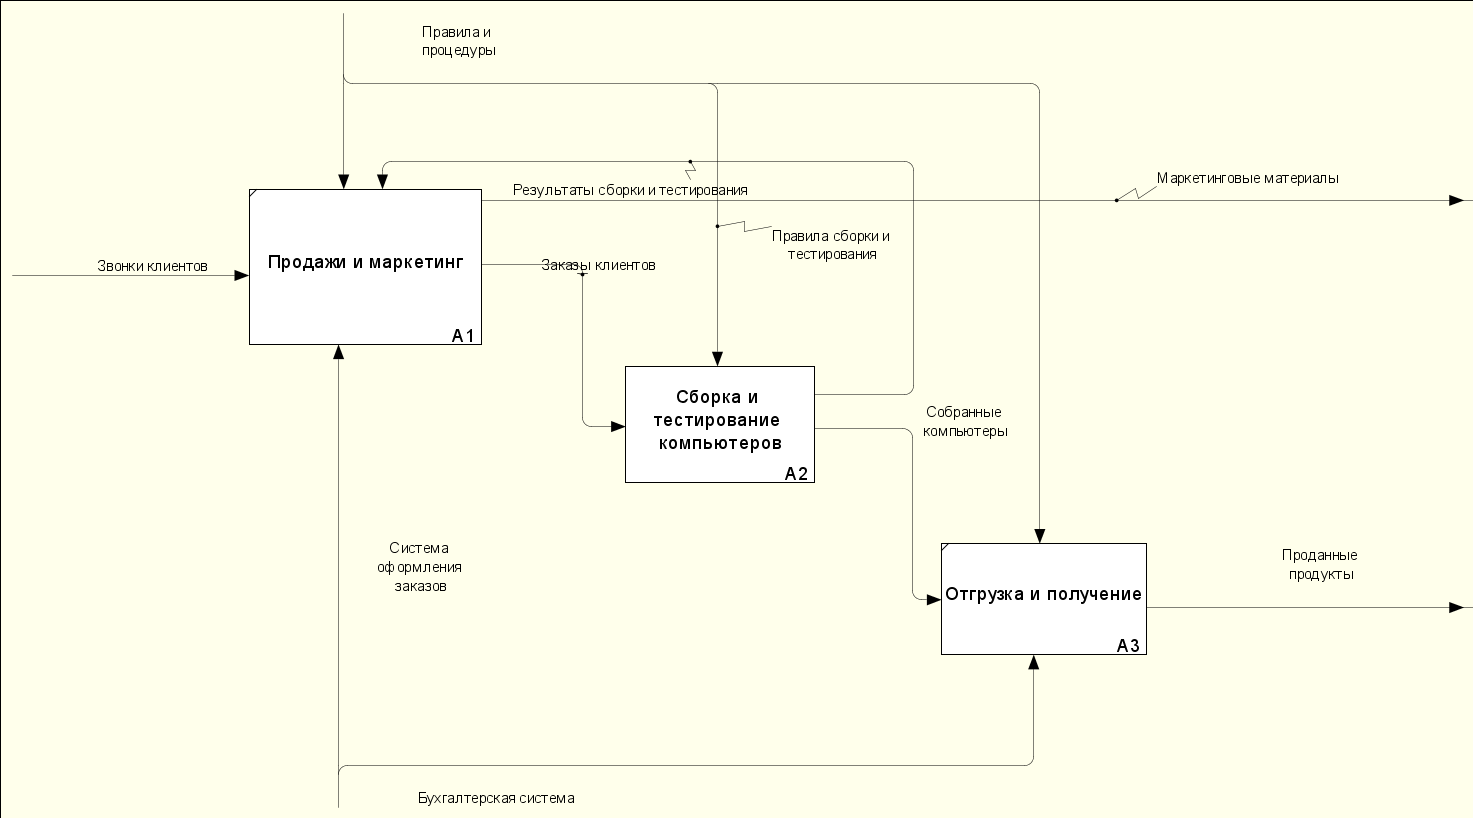 Правила и
процедуры
Маркетинговые материалы
Результаты сборки и тестирования
Правила сборки и
тестирования
Звонки клиентов
Продажи и маркетинг
Заказы клиентов
A1
Сборка и
тестирование
компьютеров
A2
Собранные
компьютеры
Система
оформления
заказов
Проданные
продукты
Отгрузка и получение
A3
Бухгалтерская система